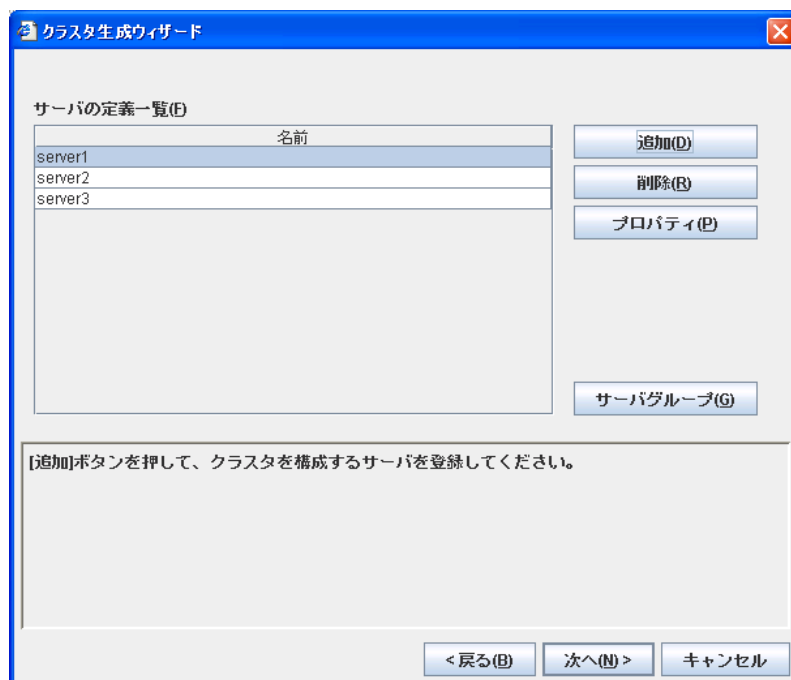 クラスタ生成ウィザード
サーバの定義一覧(F)
名前
server1
server2
server3
追加(D)
削除(R)
プロパティ(P)
サーバグループ(G)
[追加]ボタンを押して、クラスタを構成するサーバを登録してください。
<戻る(B)
次へ(N)>
キャンセル